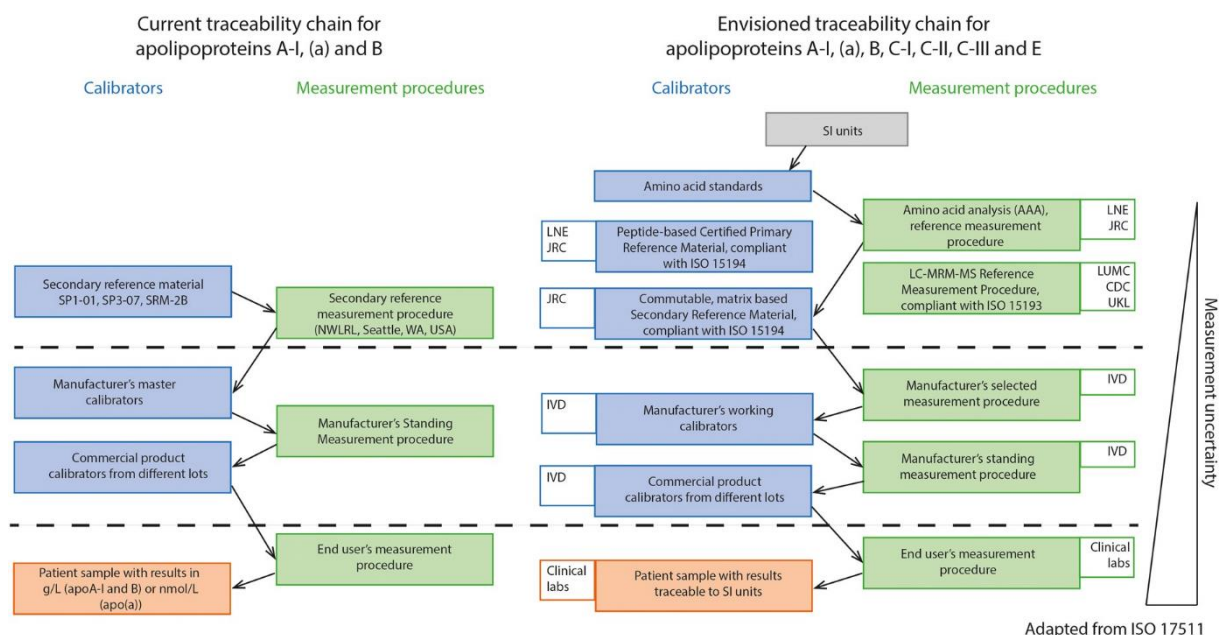 Current traceability chain for
apolipoproteins A-I, (a) and B
Calibrators
Measurement procedures
Secondary reference material
SP1-01, SP3-07, SRM-2B
Secondary reference
measurement procedure
(NWLRL, Seattle, WA, USA)
Manufacturer's master
calibrators
Manufacturer's Standing
Measurement procedure
Commercial product
calibrators from different lots
End user's measurement
procedure
Patient sample with results in
g/L (apoA-I and B) or nmol/L
(apo(a))
Envisioned traceability chain for
apolipoproteins A-I, (a), B, C-I, C-II, C-III and E
Calibrators
Measurement procedures
SI units
Amino acid standards
Amino acid analysis (AAA),
reference measurement
procedure
LNE
JRC
LNE
JRC
Peptide-based Certified Primary
Reference Material, compliant
with ISO 15194
LC-MRM-MS Reference
Measurement Procedure,
compliant with ISO 15193
LUMC
CDC
UKL
JRC
Commutable, matrix based
Secondary Reference Material,
compliant with ISO 15194
Manufacturer's selected
measurement procedure
IVD
IVD
Manufacturer's working
calibrators
Manufacturer's standing
measurement procedure
IVD
IVD
Commercial product
calibrators from different lots
End user's measurement
procedure
Clinical
labs
Clinical
labs
Patient sample with results
traceable to SI units
Measurement uncertainty
Adapted from ISO 17511